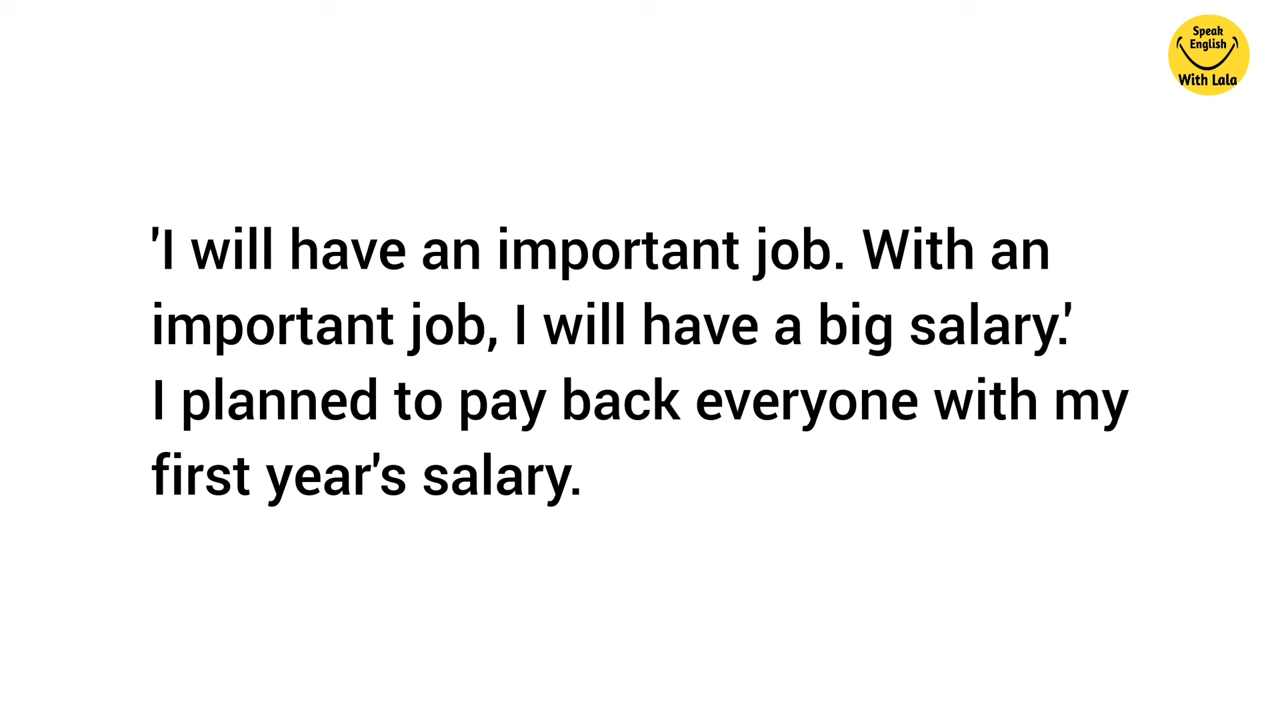 Speak
English
With Lala
'I will have an important job. With an
important job, I will have a big salary.'
I planned to pay back everyone with my
first year's salary.